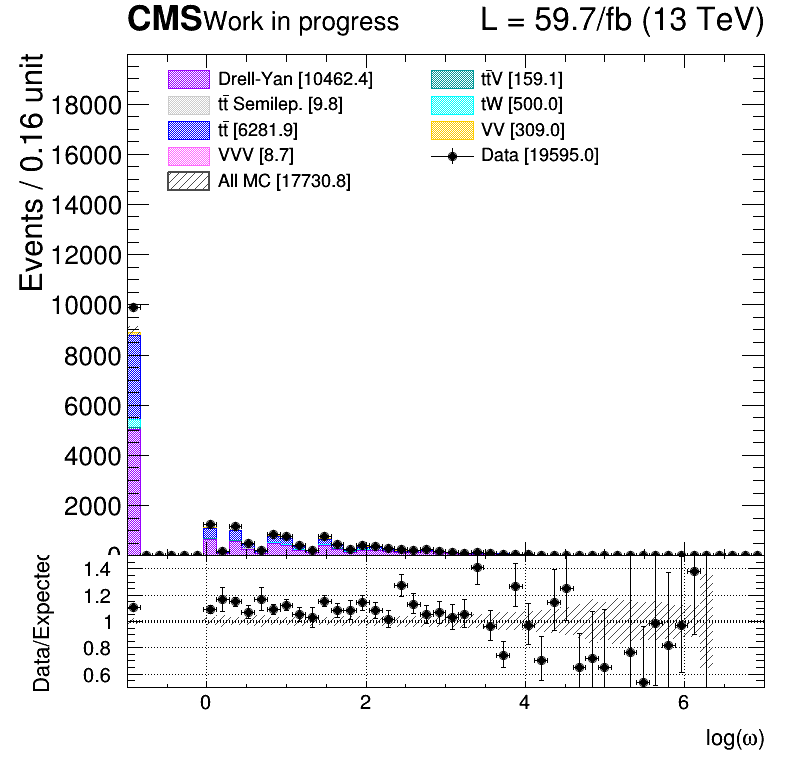 CMS Work in progress L = 59.7/fb (13 TeV)
Events / 0.16 unit
Drell-Yan [10462.4]
tt̄ Semilep. [9.8]
tt̄ [6281.9]
VVV [8.7]
All MC [17730.8]
tt̄V [159.1]
tW [500.0]
VV [309.0]
Data [19595.0]
18000
16000
14000
12000
10000
8000
6000
4000
2000
0
Data/Expected
1.4
1.2
1
0.8
0.6
0 2 4 6
log(ω)